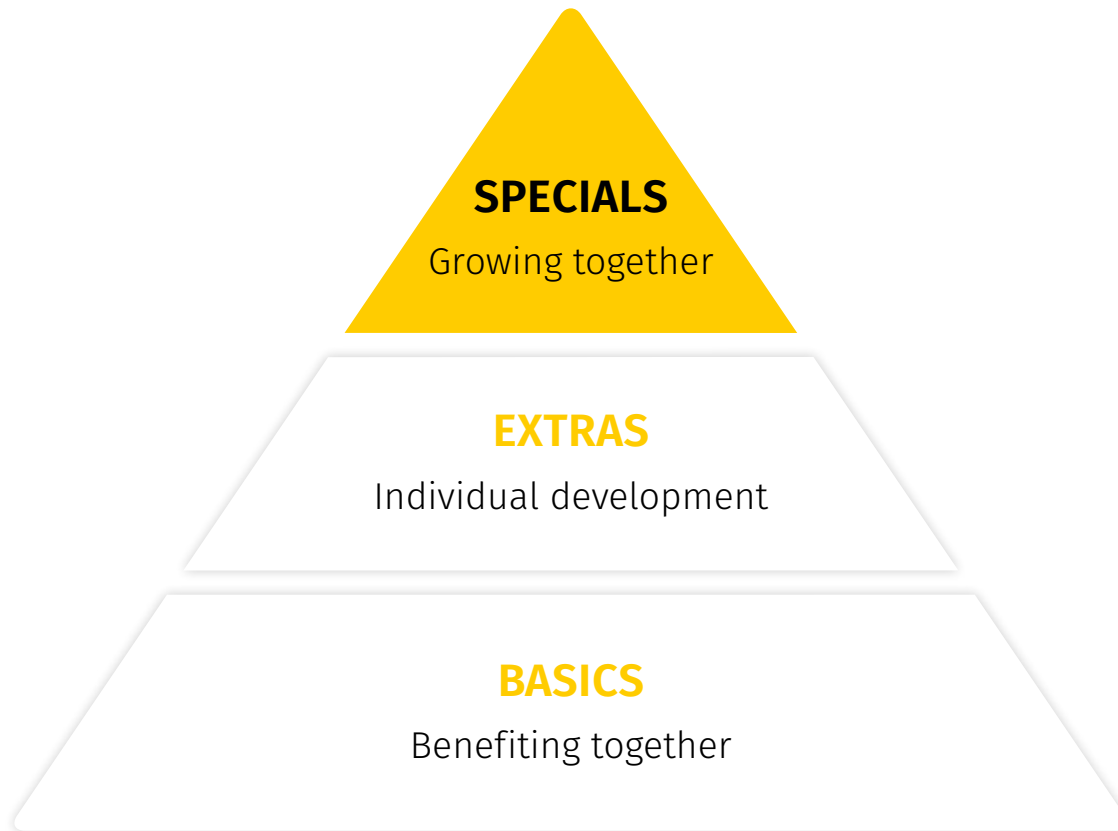 SPECIALS
Growing together
EXTRAS
Individual development
BASICS
Benefiting together